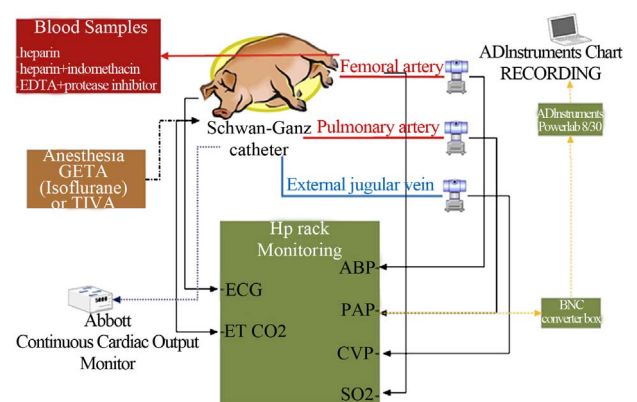 Blood Samples
.heparin
.heparin+indomethacin
.EDTA+protease inhibitor
Femoral artery
ADInstruments Chart
RECORDING
ADInstruments
Powerlab 8/30
Schwan-Ganz
catheter
Pulmonary artery
Anesthesia
GETA
(Isoflurane)
or TIVA
External jugular vein
Hp rack
Monitoring
ABP-
-ECG
PAP-
BNC
converter box
Abbott
Continuous Cardiac Output
Monitor
-ET CO2
CVP-
SO2-